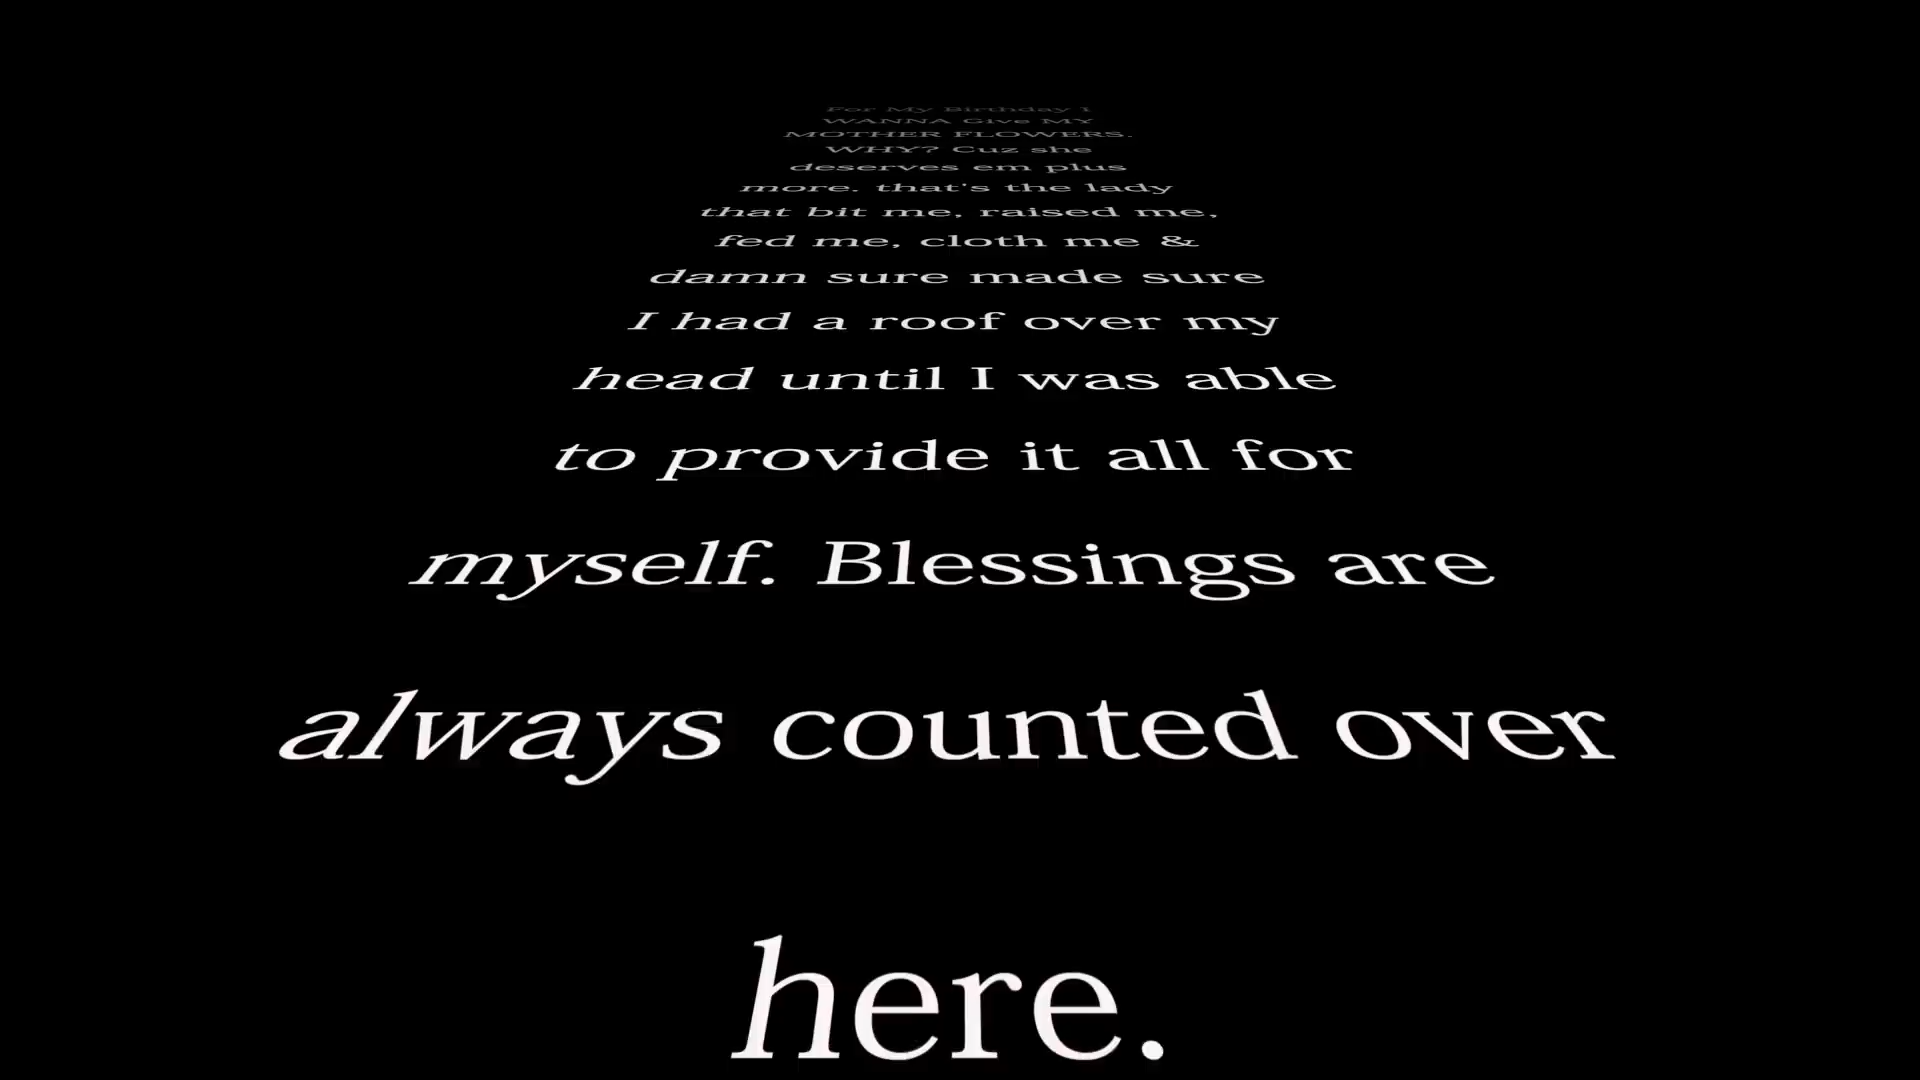 For My Birthday I
WANNA Give MY
MOTHER FLOWERS.
WHY? Cuz she
deserves em plus
more. that's the lady
that bit me, raised me,
fed me, cloth me &
damn sure made sure
I had a roof over my
head until I was able
to provide it all for
myself. Blessings are
always counted over
here.